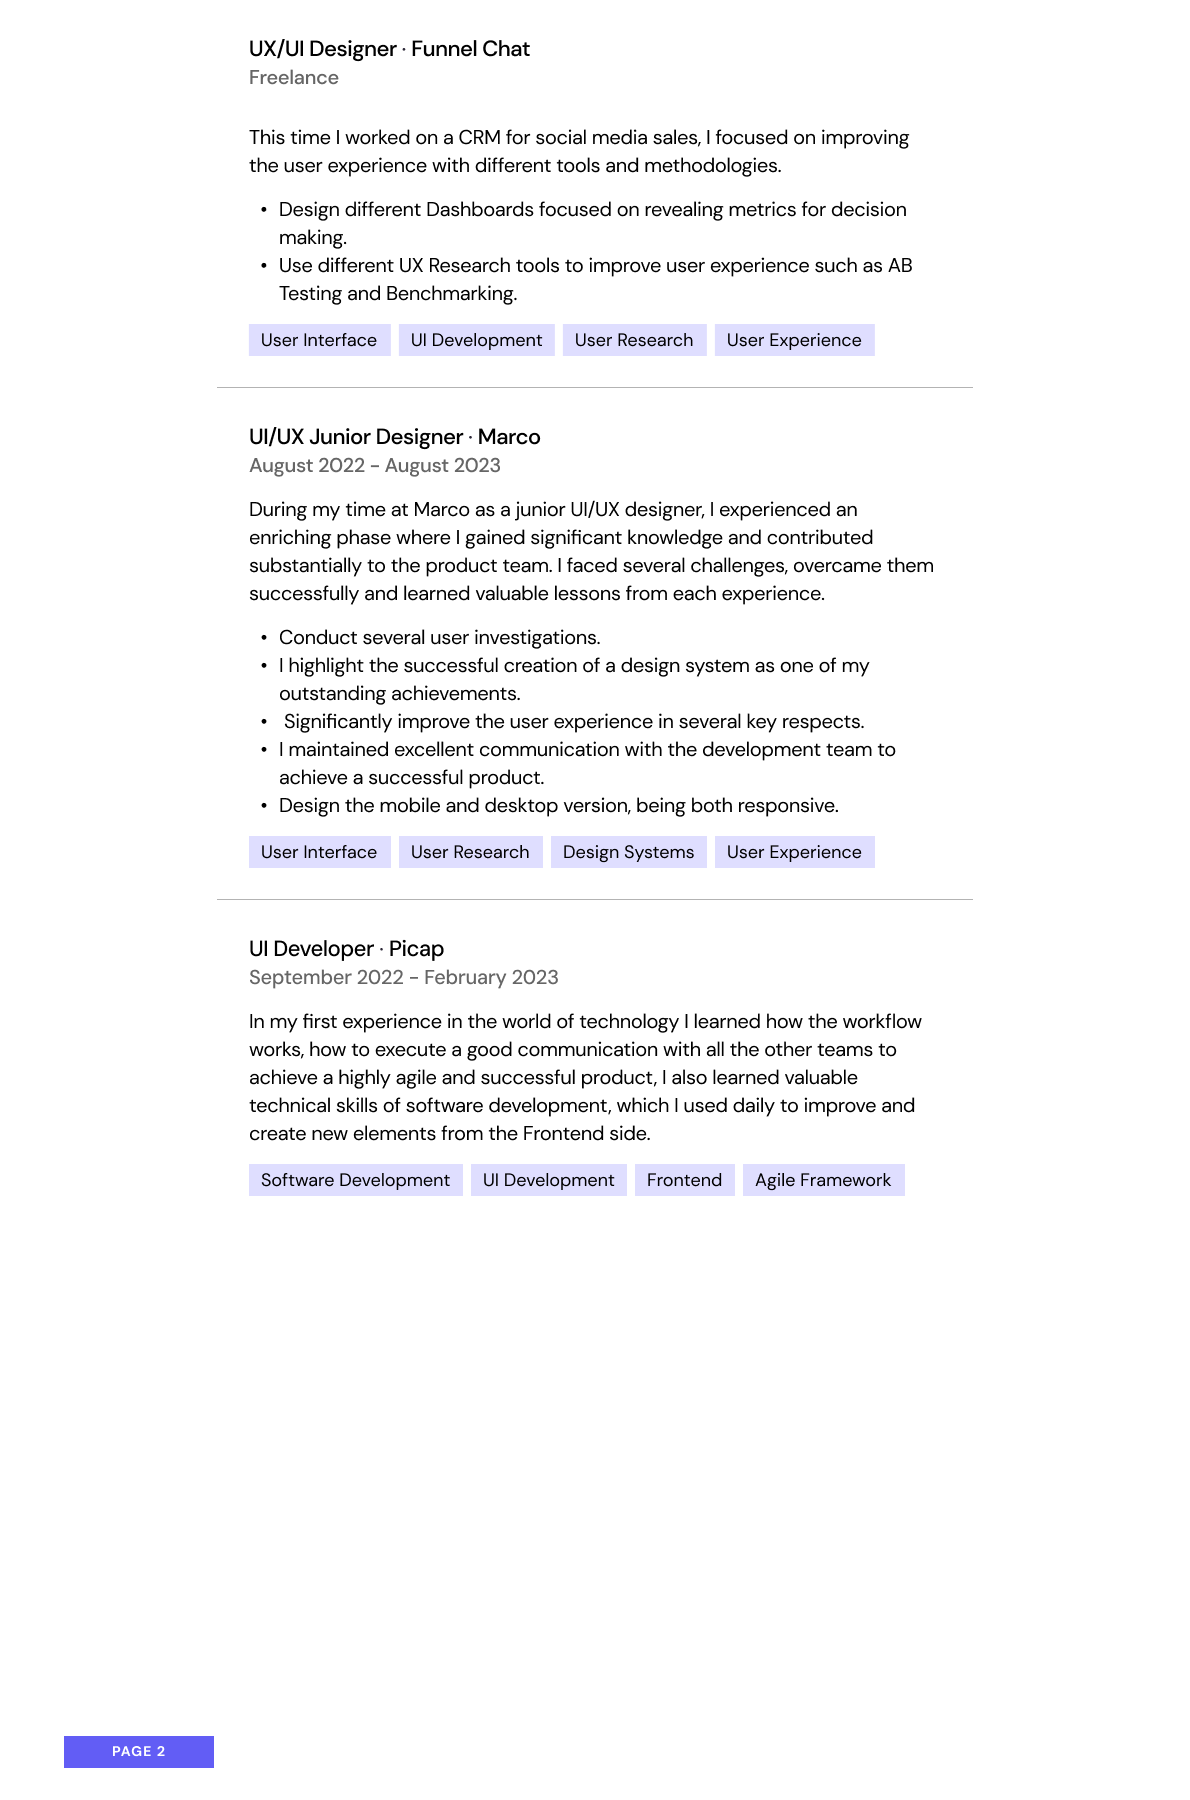 UX/UI Designer · Funnel Chat
Freelance
This time I worked on a CRM for social media sales, I focused on improving
the user experience with different tools and methodologies.
• Design different Dashboards focused on revealing metrics for decision
making.
• Use different UX Research tools to improve user experience such as AB
Testing and Benchmarking.
User Interface UI Development User Research User Experience
UI/UX Junior Designer · Marco
August 2022 - August 2023
During my time at Marco as a junior UI/UX designer, I experienced an
enriching phase where I gained significant knowledge and contributed
substantially to the product team. I faced several challenges, overcame them
successfully and learned valuable lessons from each experience.
• Conduct several user investigations.
• I highlight the successful creation of a design system as one of my
outstanding achievements.
• Significantly improve the user experience in several key respects.
• I maintained excellent communication with the development team to
achieve a successful product.
• Design the mobile and desktop version, being both responsive.
User Interface User Research Design Systems User Experience
UI Developer · Picap
September 2022 - February 2023
In my first experience in the world of technology I learned how the workflow
works, how to execute a good communication with all the other teams to
achieve a highly agile and successful product, I also learned valuable
technical skills of software development, which I used daily to improve and
create new elements from the Frontend side.
Software Development UI Development Frontend Agile Framework
PAGE 2